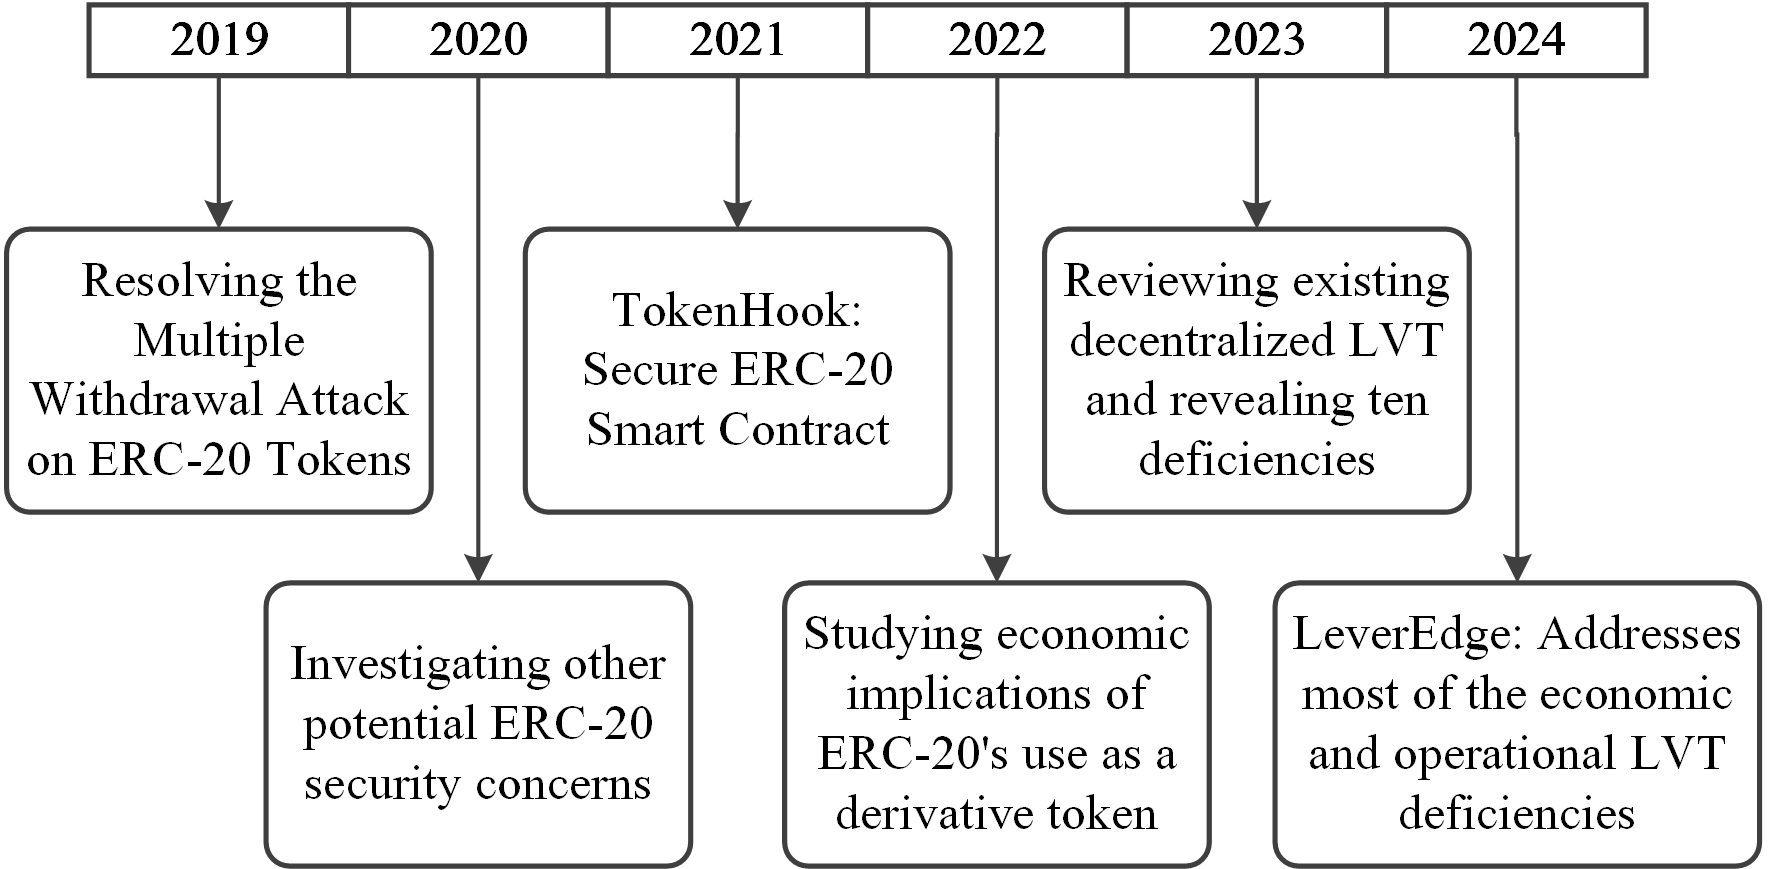 2019 2020 2021 2022 2023 2024
Resolving the
Multiple
Withdrawal Attack
on ERC-20 Tokens
TokenHook:
Secure ERC-20
Smart Contract
Reviewing existing
decentralized LVT
and revealing ten
deficiencies
Investigating other
potential ERC-20
security concerns
Studying economic
implications of
ERC-20's use as a
derivative token
LeverEdge: Addresses
most of the economic
and operational LVT
deficiencies